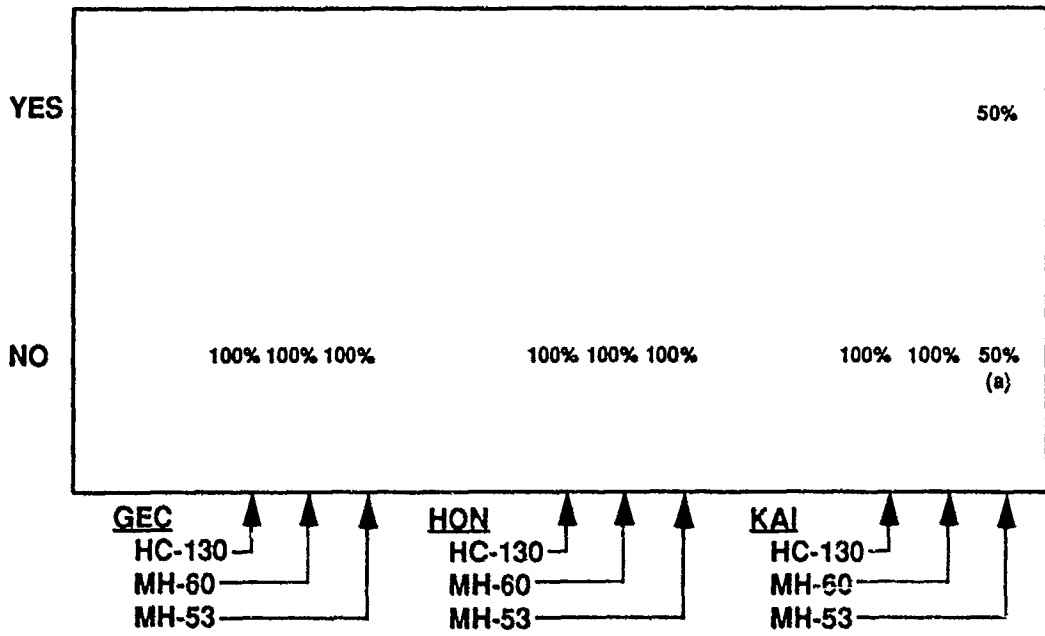 YES
50%
NO
100% 100% 100% 100% 100% 100% 100% 100% 50%
(a)
GEC HON KAI
HC-130 HC-130 HC-130
MH-60 MH-60 MH-60
MH-53 MH-53 MH-53